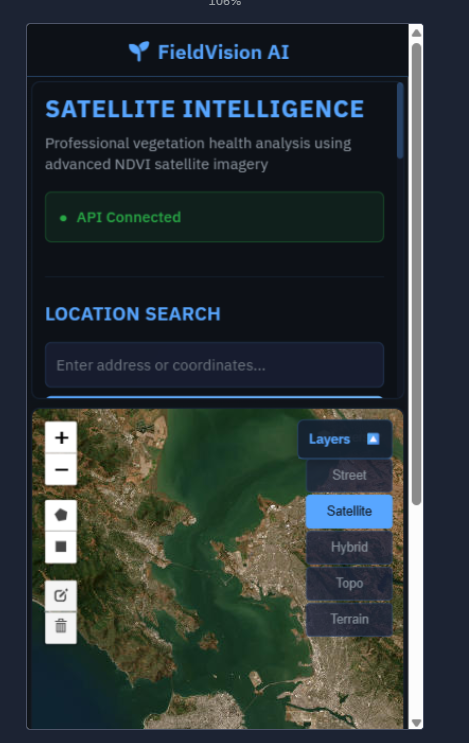 106%
FieldVision AI
SATELLITE INTELLIGENCE
Professional vegetation health analysis using
advanced NDVI satellite imagery
● API Connected
LOCATION SEARCH
Enter address or coordinates...
+
−
Layers
Street
Satellite
Hybrid
Topo
Terrain